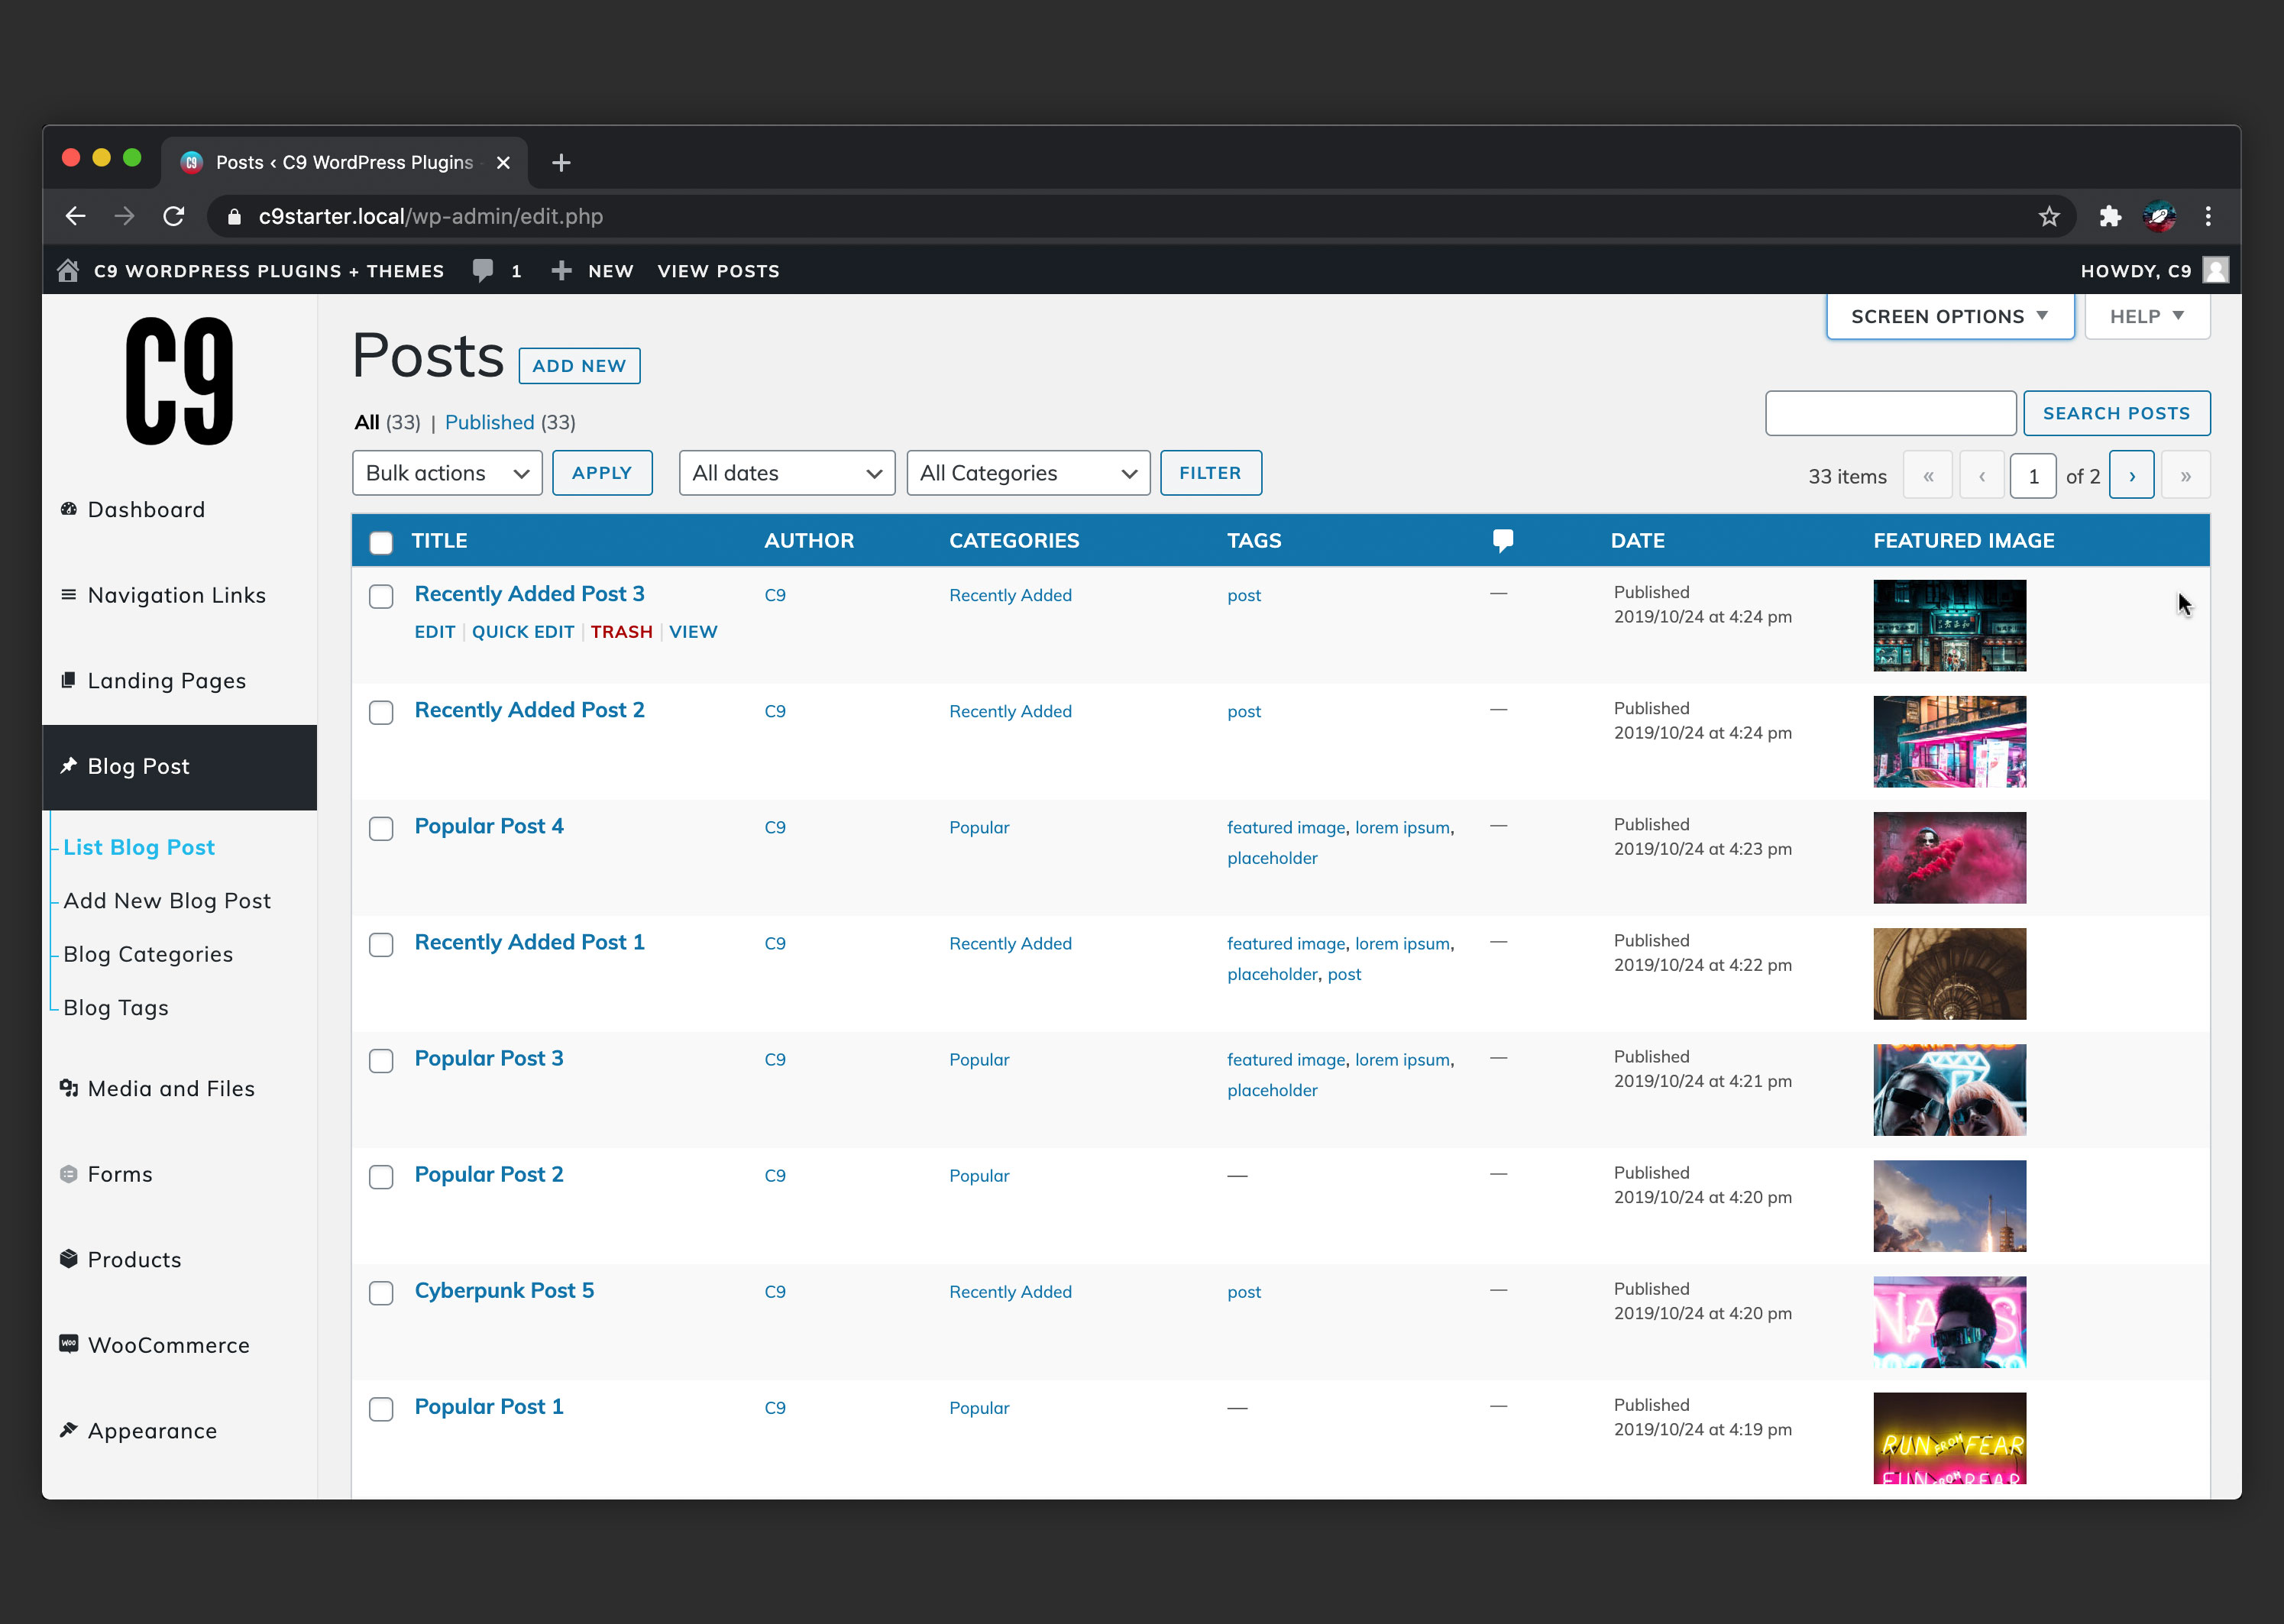 Posts ‹ C9 WordPress Plugins
c9starter.local/wp-admin/edit.php
C9 WORDPRESS PLUGINS + THEMES 1 NEW VIEW POSTS HOWDY, C9
C9
Dashboard
Navigation Links
Landing Pages
Blog Post
List Blog Post
Add New Blog Post
Blog Categories
Blog Tags
Media and Files
Forms
Products
WooCommerce
Appearance
SCREEN OPTIONS HELP
Posts ADD NEW
All (33) | Published (33)
SEARCH POSTS
Bulk actions APPLY All dates All Categories FILTER
33 items « ‹ 1 of 2 › »
TITLE AUTHOR CATEGORIES TAGS DATE FEATURED IMAGE
Recently Added Post 3 C9 Recently Added post — Published
2019/10/24 at 4:24 pm
EDIT | QUICK EDIT | TRASH | VIEW
Recently Added Post 2 C9 Recently Added post — Published
2019/10/24 at 4:24 pm
Popular Post 4 C9 Popular featured image, lorem ipsum, — Published
placeholder 2019/10/24 at 4:23 pm
Recently Added Post 1 C9 Recently Added featured image, lorem ipsum, — Published
placeholder, post 2019/10/24 at 4:22 pm
Popular Post 3 C9 Popular featured image, lorem ipsum, — Published
placeholder 2019/10/24 at 4:21 pm
Popular Post 2 C9 Popular — — Published
2019/10/24 at 4:20 pm
Cyberpunk Post 5 C9 Recently Added post — Published
2019/10/24 at 4:20 pm
Popular Post 1 C9 Popular — — Published
2019/10/24 at 4:19 pm
RUN FROM FEAR
FUN FROM REAR